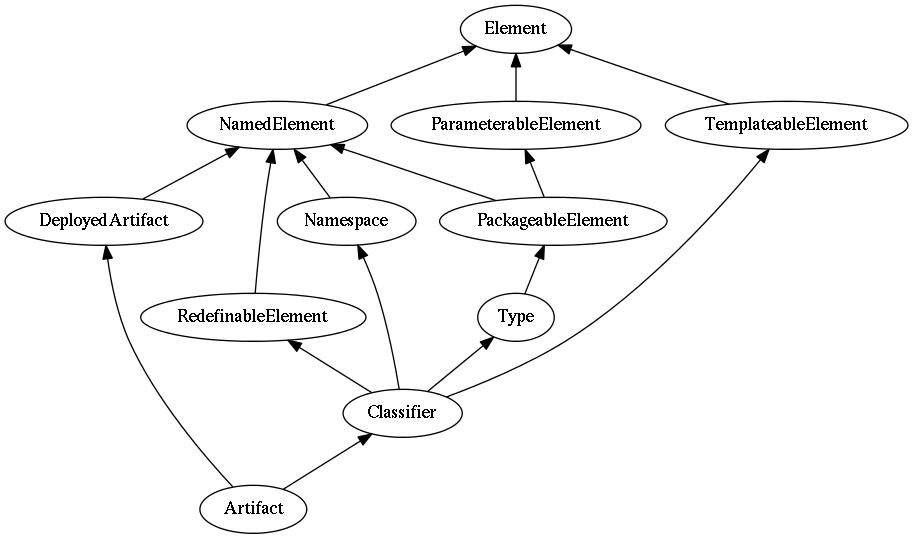 Element
NamedElement
ParameterableElement
TemplateableElement
DeployedArtifact
Namespace
PackageableElement
RedefinableElement
Type
Classifier
Artifact